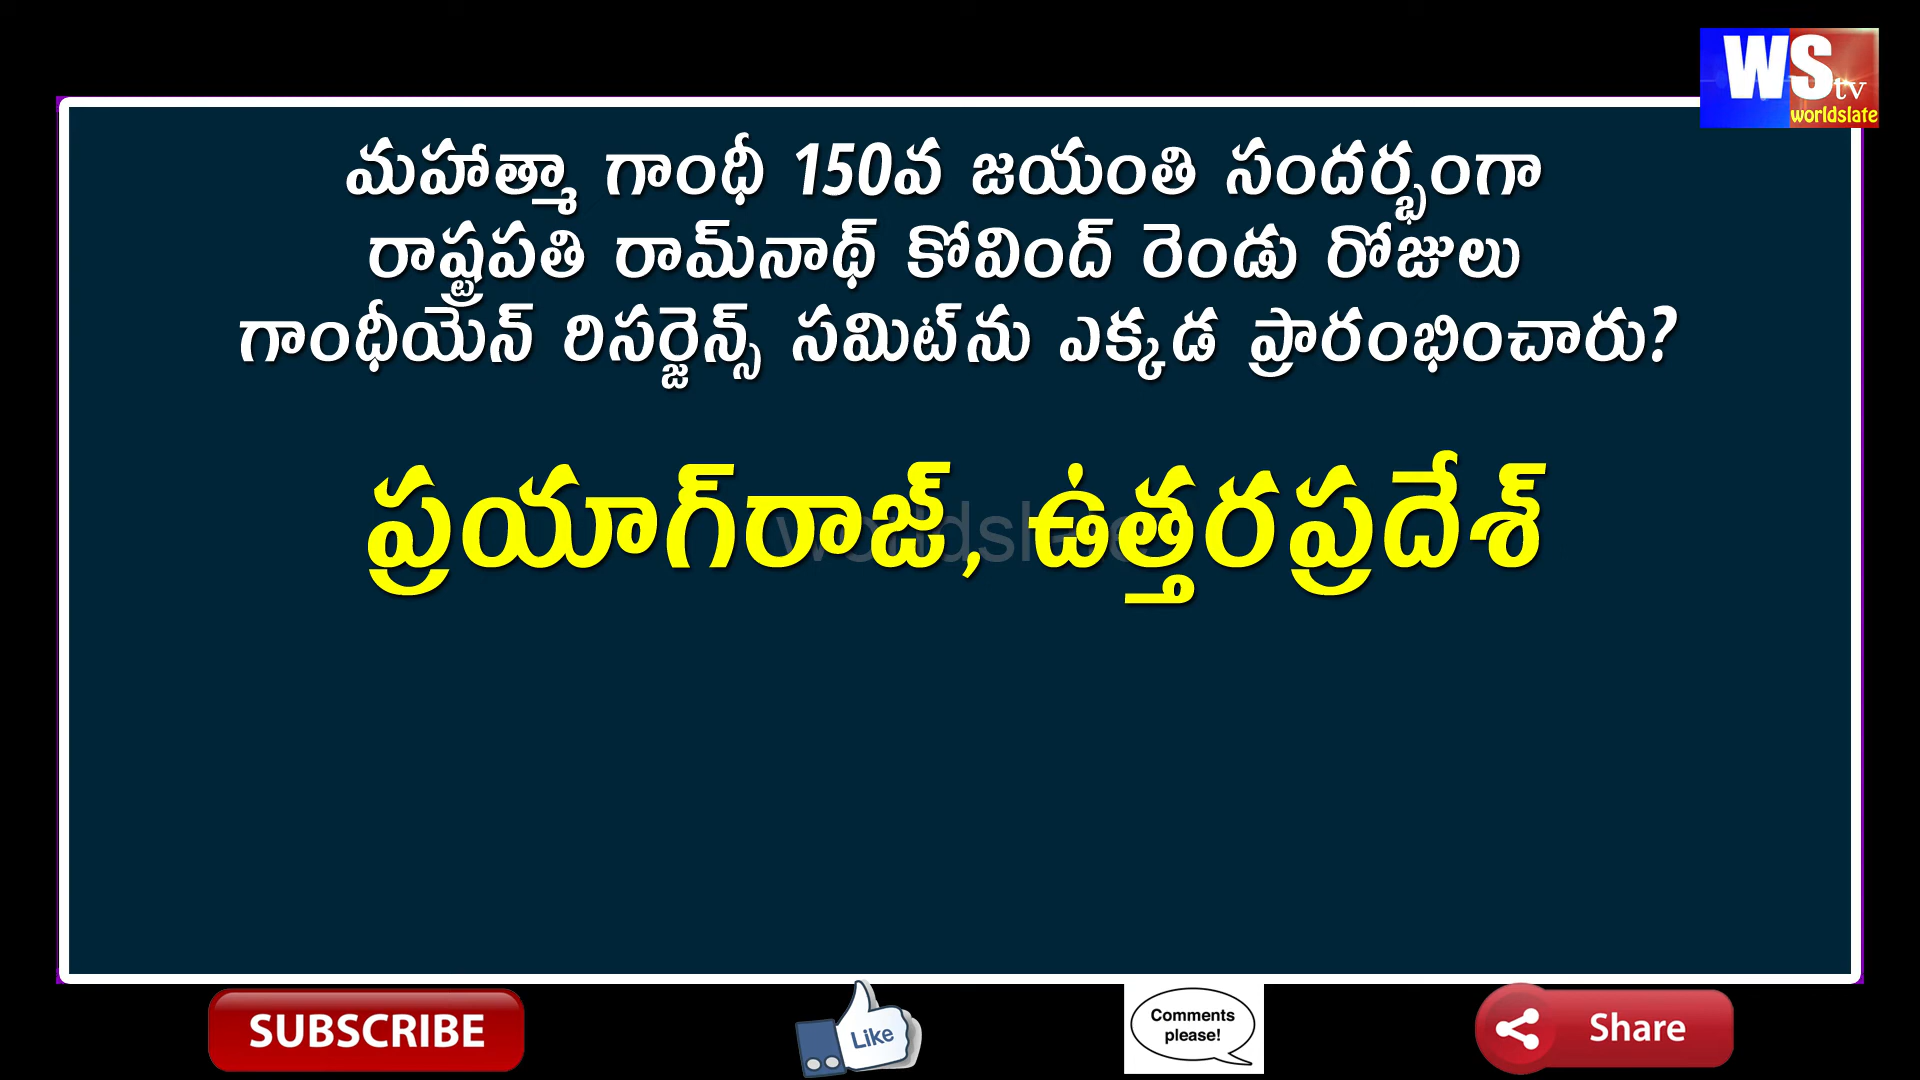 WS tv
worldslate
మహాత్మా గాంధీ 150వ జయంతి సందర్భంగా
రాష్ట్రపతి రామ్‌నాథ్ కోవింద్ రెండు రోజులు
గాంధీయెన్ రిసర్జెన్స్ సమిట్‌ను ఎక్కడ ప్రారంభించారు?
ప్రయాగ్‌రాజ్, ఉత్తరప్రదేశ్
worldslate
SUBSCRIBE
Like
Comments
please!
Share